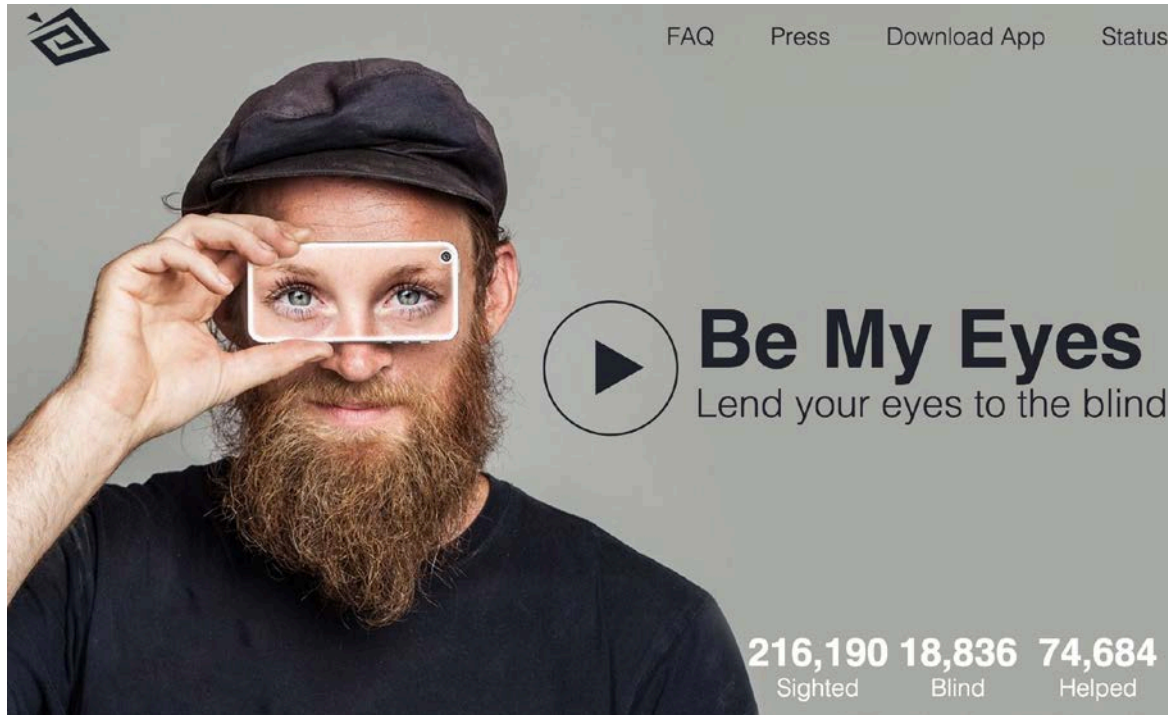 FAQ Press Download App Status
Be My Eyes
Lend your eyes to the blind
216,190 18,836 74,684
Sighted Blind Helped